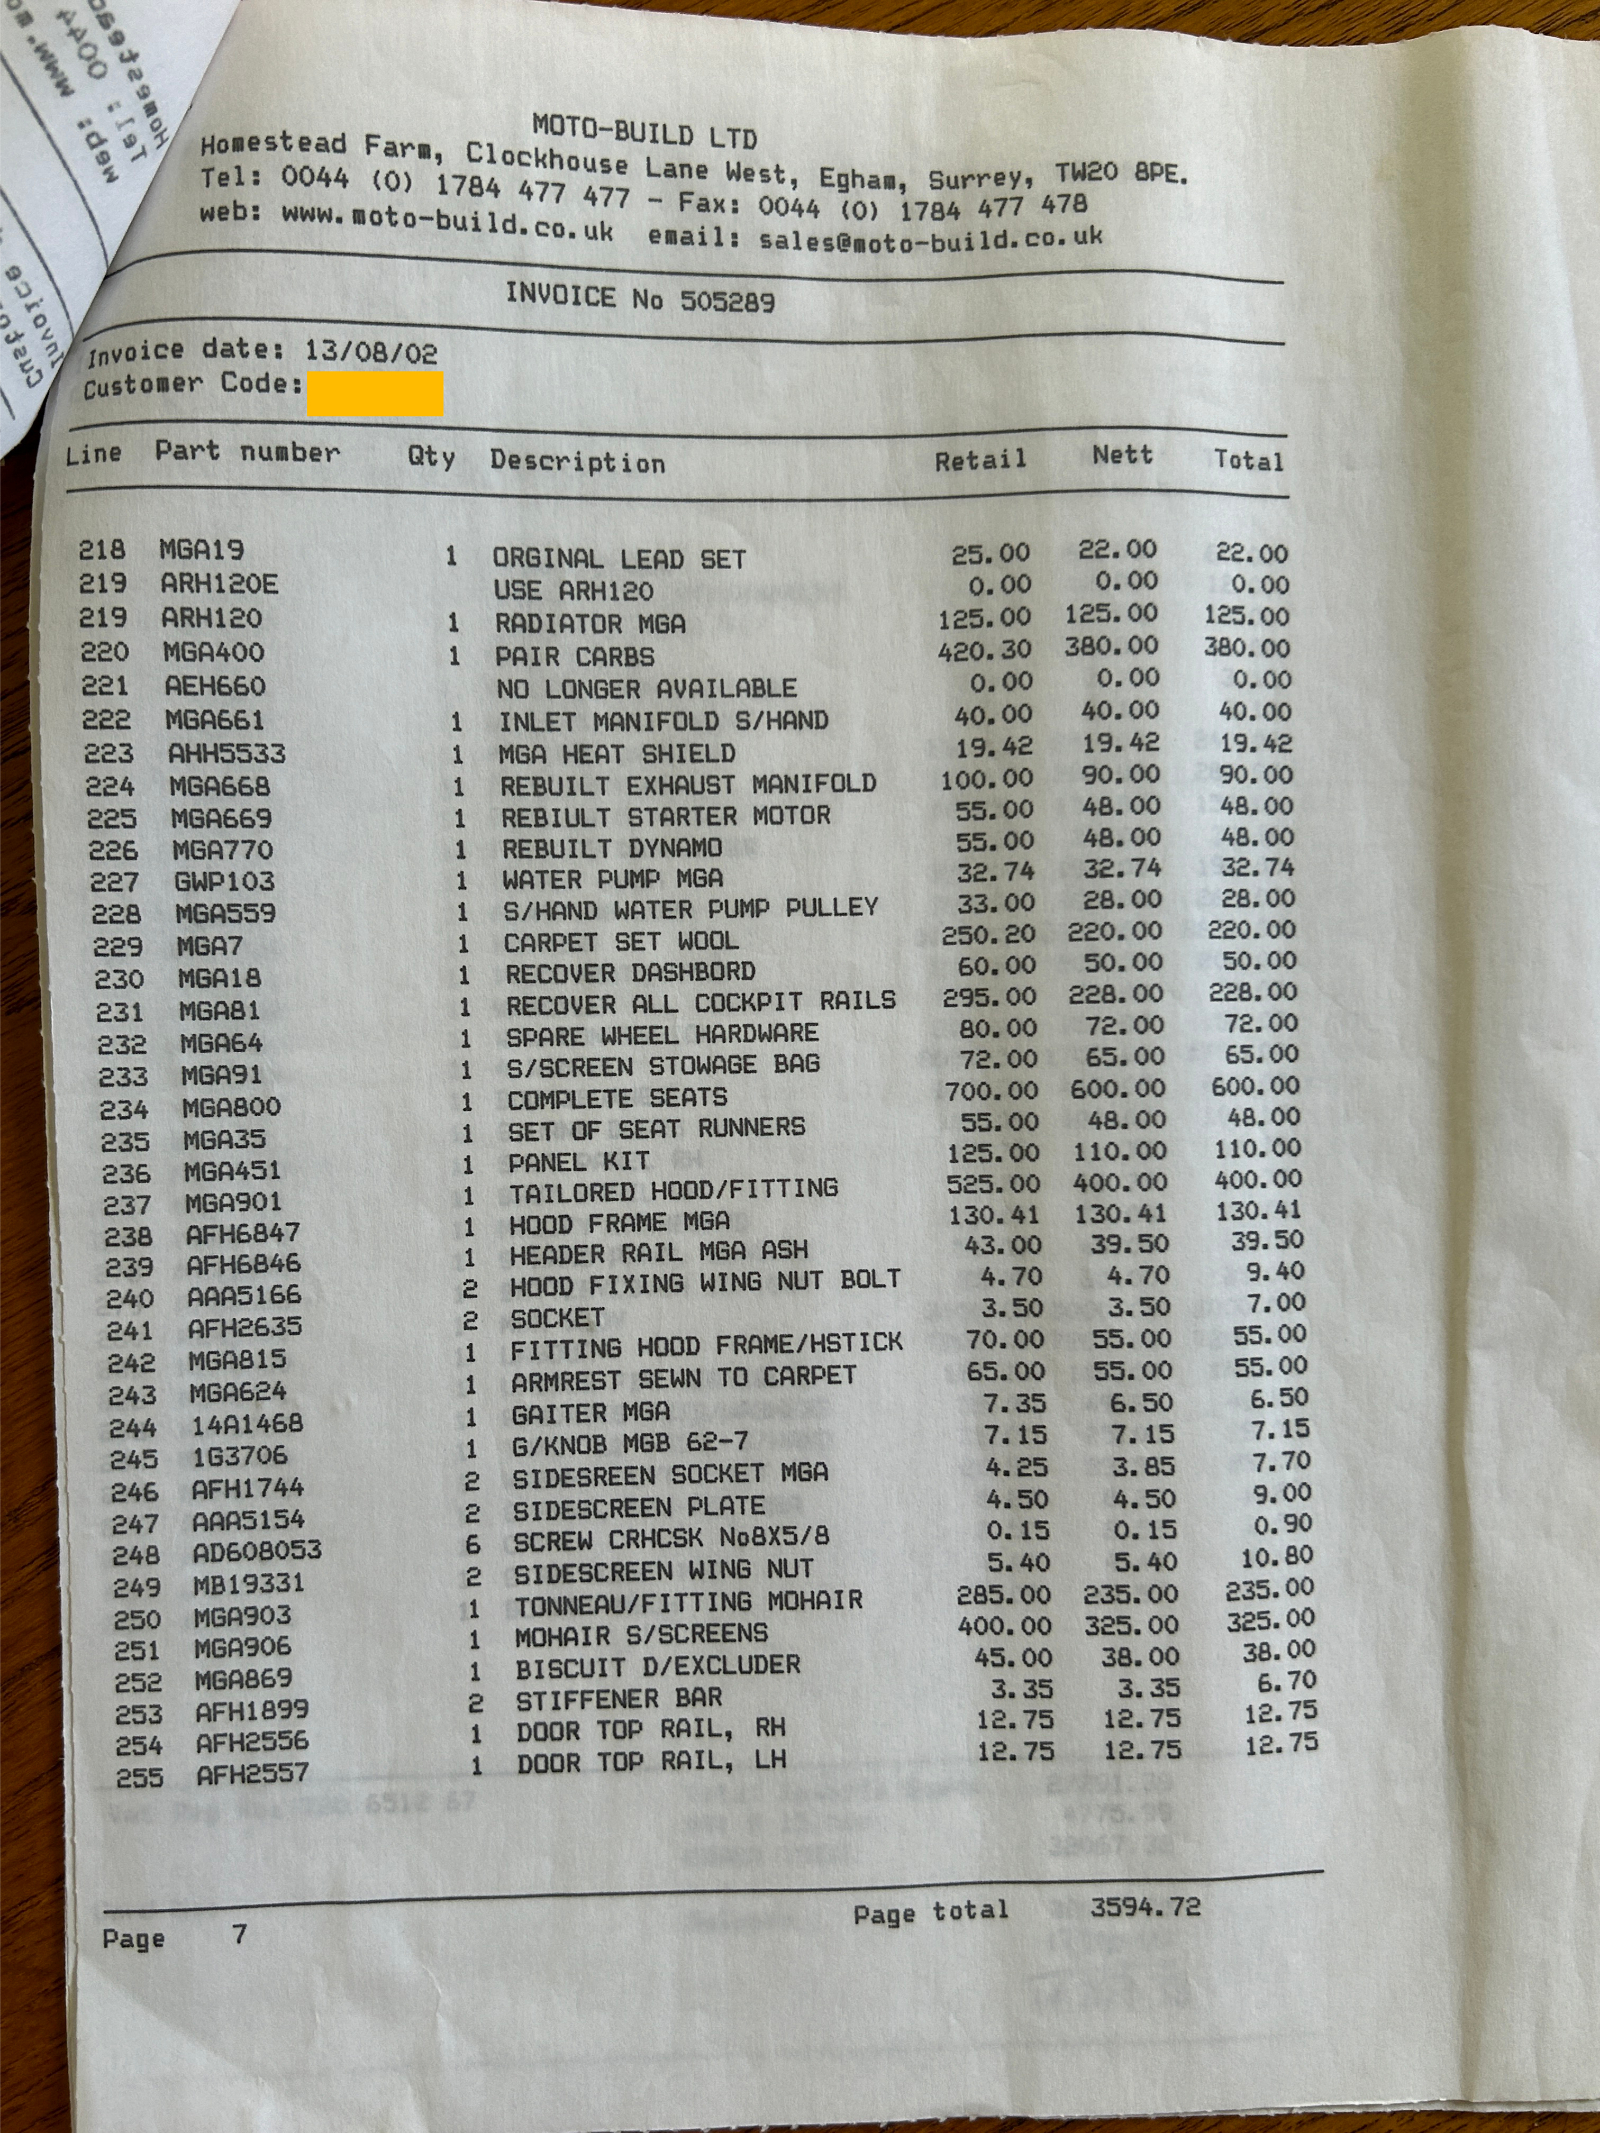 MOTO-BUILD LTD
Homestead Farm, Clockhouse Lane West, Egham, Surrey, TW20 8PE.
Tel: 0044 (0) 1784 477 477 - Fax: 0044 (0) 1784 477 478
web: www.moto-build.co.uk email: sales@moto-build.co.uk
INVOICE No 505289
Invoice date: 13/08/02
Customer Code:
Line Part number Qty Description Retail Nett Total
218 MGA19 1 ORGINAL LEAD SET 25.00 22.00 22.00
219 ARH120E USE ARH120 0.00 0.00 0.00
219 ARH120 1 RADIATOR MGA 125.00 125.00 125.00
220 MGA400 1 PAIR CARBS 420.30 380.00 380.00
221 AEH660 NO LONGER AVAILABLE 0.00 0.00 0.00
222 MGA661 1 INLET MANIFOLD S/HAND 40.00 40.00 40.00
223 AHH5533 1 MGA HEAT SHIELD 19.42 19.42 19.42
224 MGA668 1 REBUILT EXHAUST MANIFOLD 100.00 90.00 90.00
225 MGA669 1 REBIULT STARTER MOTOR 55.00 48.00 48.00
226 MGA770 1 REBUILT DYNAMO 55.00 48.00 48.00
227 GWP103 1 WATER PUMP MGA 32.74 32.74 32.74
228 MGA559 1 S/HAND WATER PUMP PULLEY 33.00 28.00 28.00
229 MGA7 1 CARPET SET WOOL 250.20 220.00 220.00
230 MGA18 1 RECOVER DASHBORD 60.00 50.00 50.00
231 MGA81 1 RECOVER ALL COCKPIT RAILS 295.00 228.00 228.00
232 MGA64 1 SPARE WHEEL HARDWARE 80.00 72.00 72.00
233 MGA91 1 S/SCREEN STOWAGE BAG 72.00 65.00 65.00
234 MGA800 1 COMPLETE SEATS 700.00 600.00 600.00
235 MGA35 1 SET OF SEAT RUNNERS 55.00 48.00 48.00
236 MGA451 1 PANEL KIT 125.00 110.00 110.00
237 MGA901 1 TAILORED HOOD/FITTING 525.00 400.00 400.00
238 AFH6847 1 HOOD FRAME MGA 130.41 130.41 130.41
239 AFH6846 1 HEADER RAIL MGA ASH 43.00 39.50 39.50
240 AAA5166 2 HOOD FIXING WING NUT BOLT 4.70 4.70 9.40
241 AFH2635 2 SOCKET 3.50 3.50 7.00
242 MGA815 1 FITTING HOOD FRAME/HSTICK 70.00 55.00 55.00
243 MGA624 1 ARMREST SEWN TO CARPET 65.00 55.00 55.00
244 14A1468 1 GAITER MGA 7.35 6.50 6.50
245 1G3706 1 G/KNOB MGB 62-7 7.15 7.15 7.15
246 AFH1744 2 SIDESREEN SOCKET MGA 4.25 3.85 7.70
247 AAA5154 2 SIDESCREEN PLATE 4.50 4.50 9.00
248 AD608053 6 SCREW CRHCSK No8X5/8 0.15 0.15 0.90
249 MB19331 2 SIDESCREEN WING NUT 5.40 5.40 10.80
250 MGA903 1 TONNEAU/FITTING MOHAIR 285.00 235.00 235.00
251 MGA906 1 MOHAIR S/SCREENS 400.00 325.00 325.00
252 MGA869 1 BISCUIT D/EXCLUDER 45.00 38.00 38.00
253 AFH1899 2 STIFFENER BAR 3.35 3.35 6.70
254 AFH2556 1 DOOR TOP RAIL, RH 12.75 12.75 12.75
255 AFH2557 1 DOOR TOP RAIL, LH 12.75 12.75 12.75
Page 7 Page total 3594.72